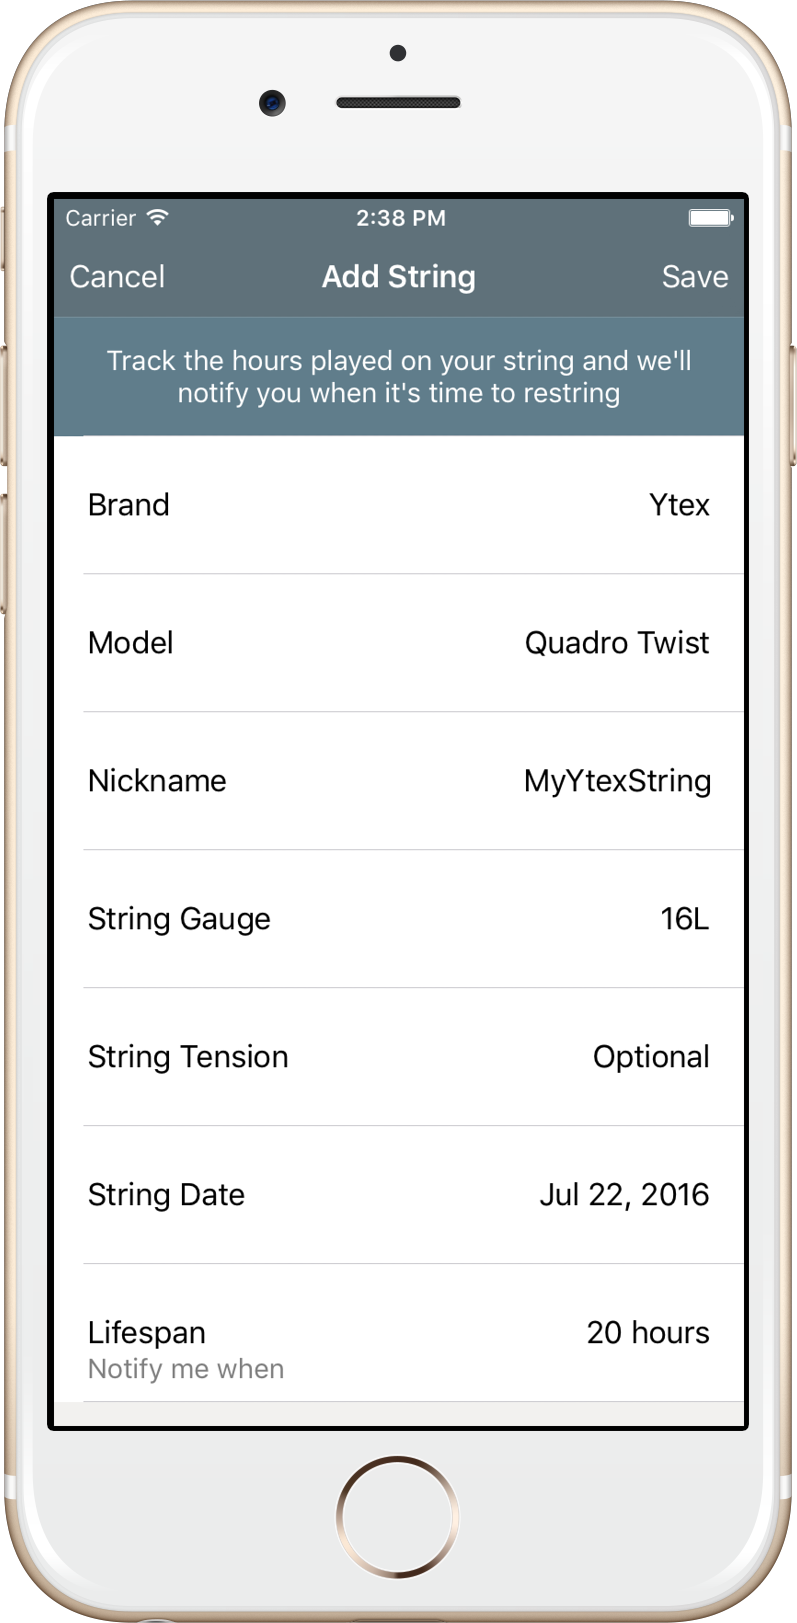 Carrier 2:38 PM
Cancel Add String Save
Track the hours played on your string and we'll
notify you when it's time to restring
Brand Ytex
Model Quadro Twist
Nickname MyYtexString
String Gauge 16L
String Tension Optional
String Date Jul 22, 2016
Lifespan 20 hours
Notify me when